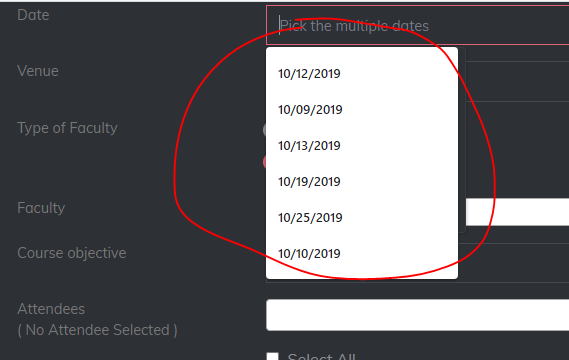 Date
Pick the multiple dates
10/12/2019
Venue
10/09/2019
Type of Faculty
10/13/2019
10/19/2019
Faculty
10/25/2019
Course objective
10/10/2019
Attendees
( No Attendee Selected )
Select All